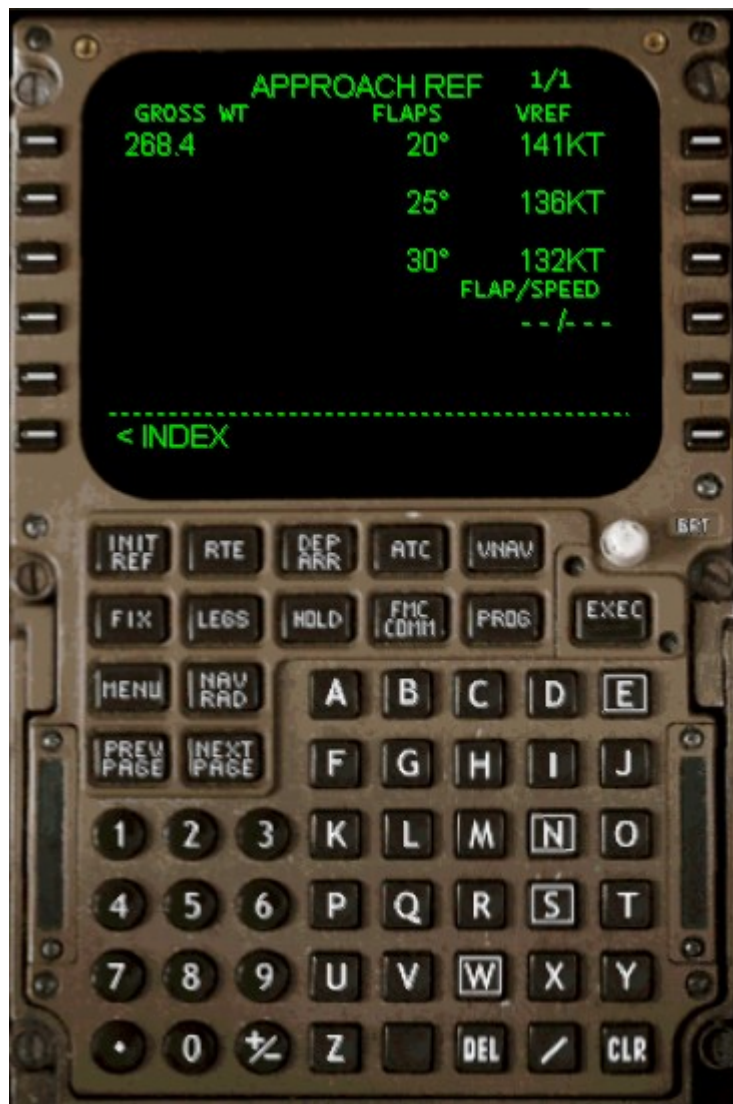 APPROACH REF 1/1
GROSS WT FLAPS VREF
268.4 20° 141KT
25° 136KT
30° 132KT
FLAP/SPEED
--/---
< INDEX
BRT
INIT REF RTE DEP ARR ATC VNAV
FIX LEGS HOLD FMC COMM PROG EXEC
MENU NAV RAD A B C D E
PREV PAGE NEXT PAGE F G H I J
1 2 3 K L M N O
4 5 6 P Q R S T
7 8 9 U V W X Y
. 0 +/- Z DEL / CLR